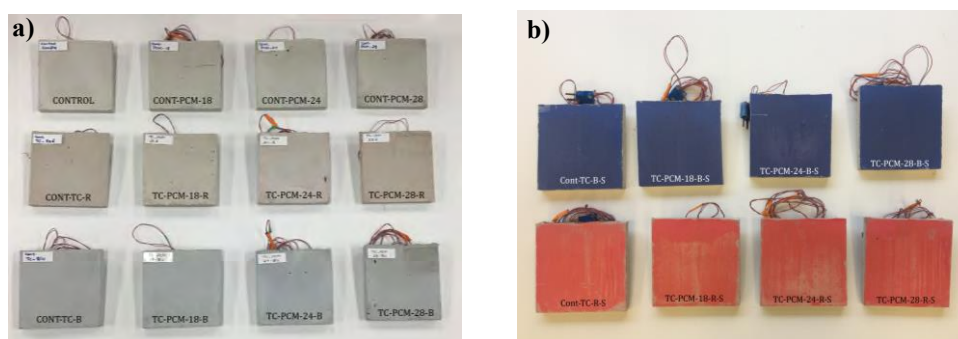 a)
CONTROL
CONT-PCM-18
CONT-PCM-24
CONT-PCM-28
CONT-TC-R
TC-PCM-18-R
TC-PCM-24-R
TC-PCM-28-R
CONT-TC-B
TC-PCM-18-B
TC-PCM-24-B
TC-PCM-28-B
b)
Cont-TC-B-S
TC-PCM-18-B-S
TC-PCM-24-B-S
TC-PCM-28-B-S
Cont-TC-R-S
TC-PCM-18-R-S
TC-PCM-24-R-S
TC-PCM-28-R-S